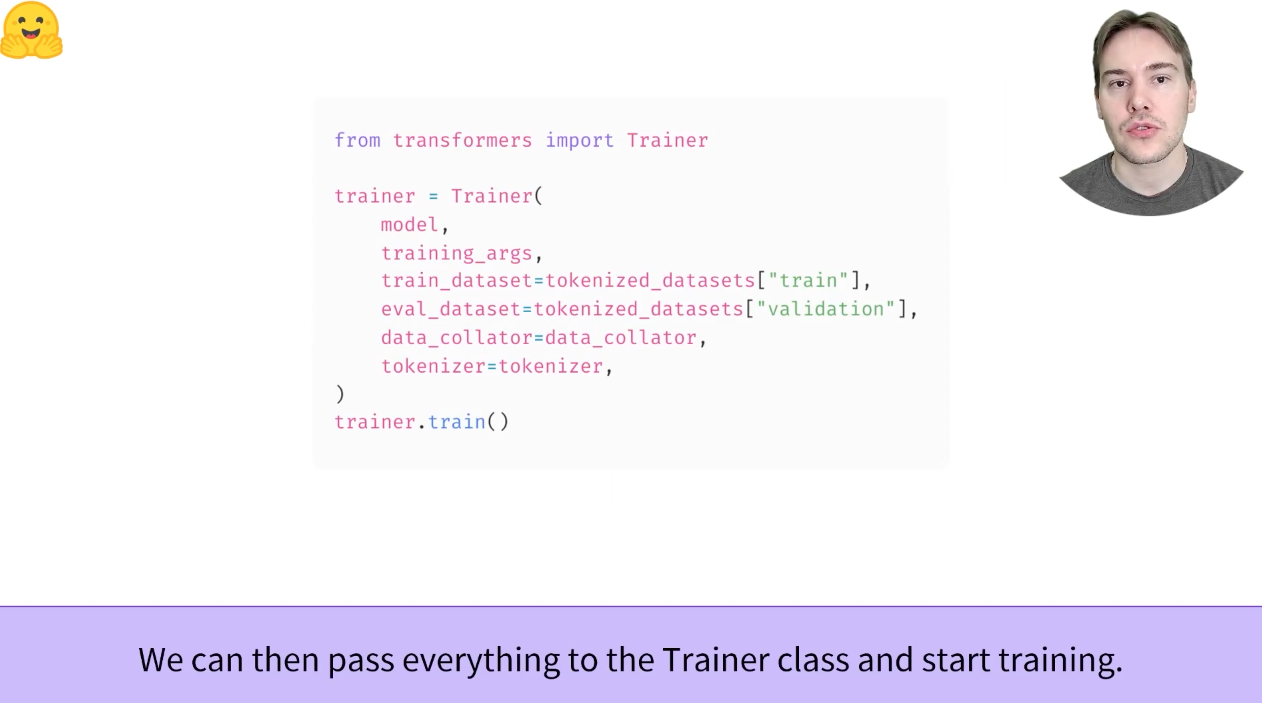 from transformers import Trainer
trainer = Trainer(
    model,
    training_args,
    train_dataset=tokenized_datasets["train"],
    eval_dataset=tokenized_datasets["validation"],
    data_collator=data_collator,
    tokenizer=tokenizer,
)
trainer.train()
We can then pass everything to the Trainer class and start training.